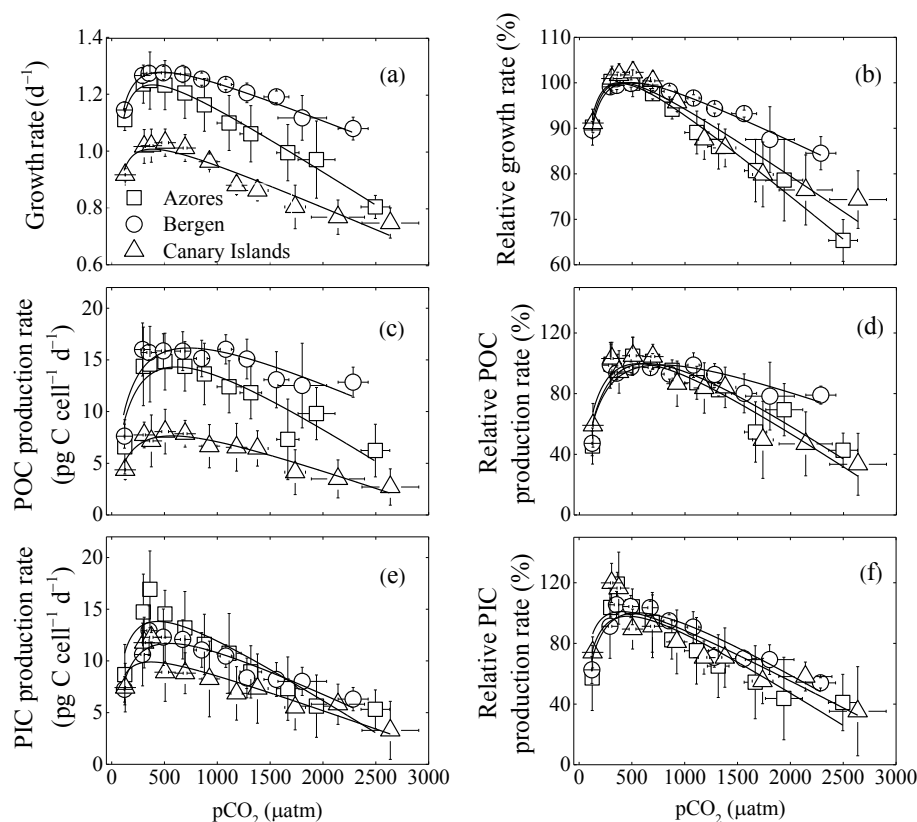 (a)
Growth rate (d⁻¹)
1.4
1.2
1.0
0.8
0.6
Azores
Bergen
Canary Islands
(b)
Relative growth rate (%)
110
100
90
80
70
60
(c)
POC production rate
(pg C cell⁻¹ d⁻¹)
20
15
10
5
0
(d)
Relative POC
production rate (%)
120
80
40
0
(e)
PIC production rate
(pg C cell⁻¹ d⁻¹)
20
15
10
5
0
0 500 1000 1500 2000 2500 3000
pCO₂ (µatm)
(f)
Relative PIC
production rate (%)
120
80
40
0
0 500 1000 1500 2000 2500 3000
pCO₂ (µatm)